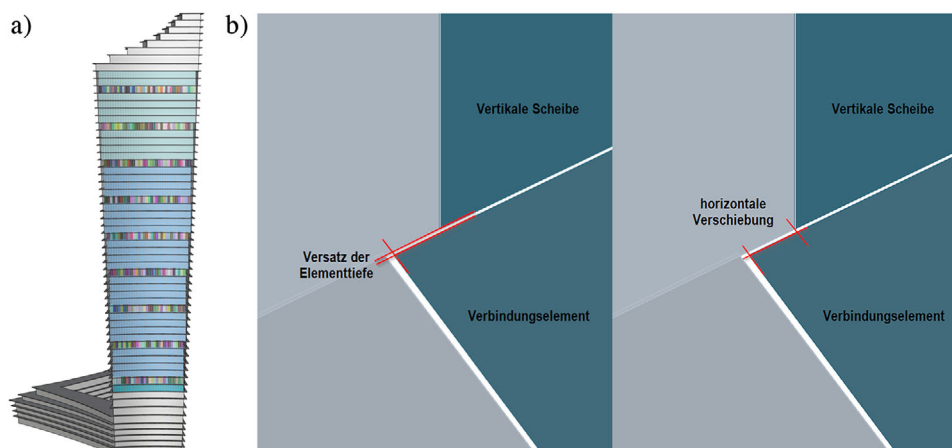 a)
b)
Vertikale Scheibe
Versatz der
Elementtiefe
Verbindungselement
Vertikale Scheibe
horizontale
Verschiebung
Verbindungselement